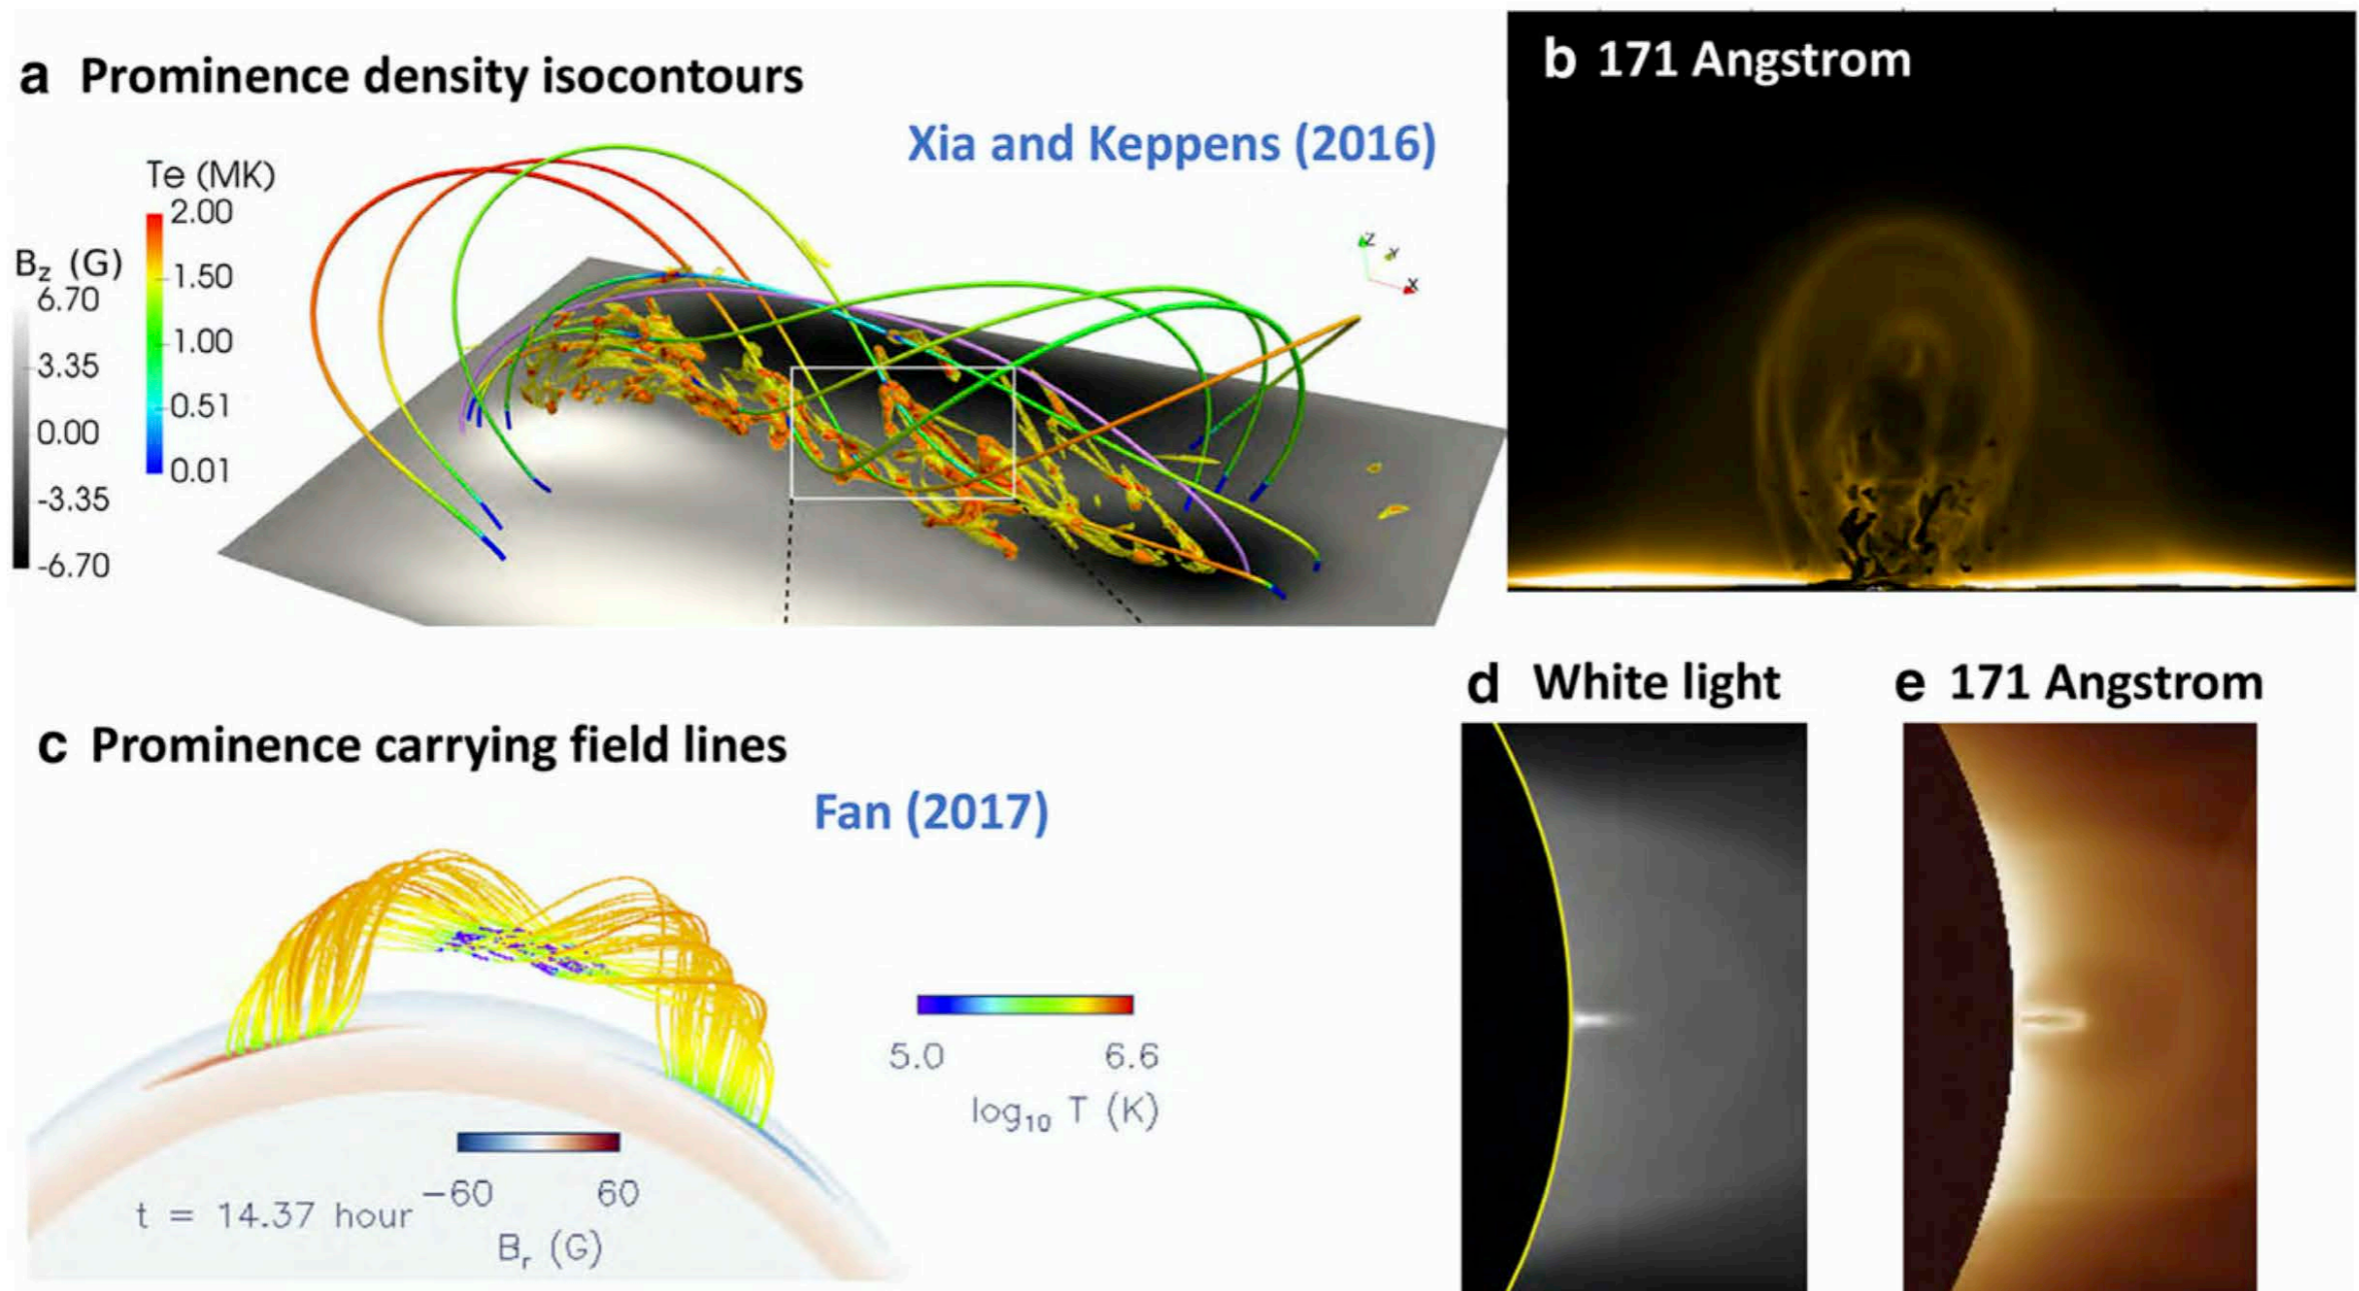 a Prominence density isocontours
Xia and Keppens (2016)
Te (MK)
2.00
1.50
1.00
0.51
0.01
Bz (G)
6.70
3.35
0.00
-3.35
-6.70
Z
Y
X
b 171 Angstrom
c Prominence carrying field lines
Fan (2017)
5.0 6.6
log10 T (K)
−60 60
Br (G)
t = 14.37 hour
d White light
e 171 Angstrom